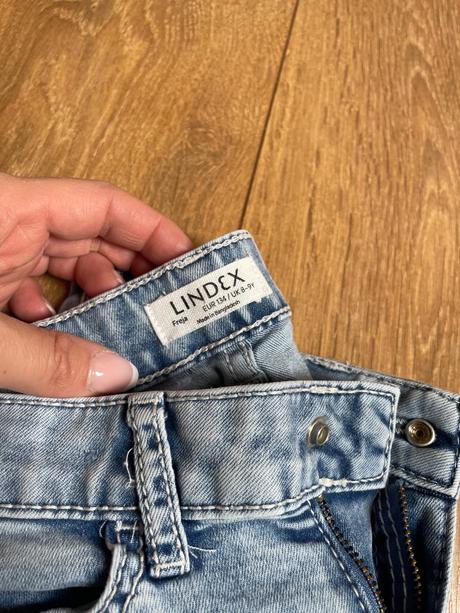 LINDEX
EUR 134 / UK 8-9Y
Freja
Made in Bangladesh